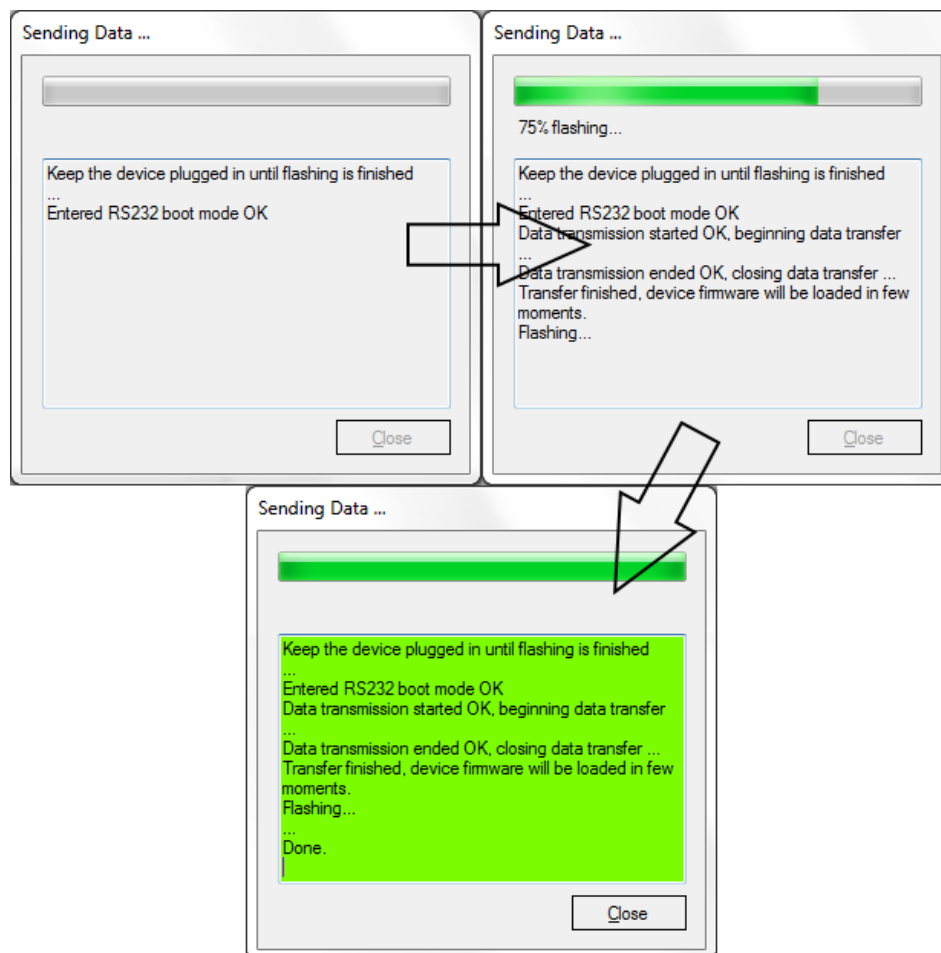 Sending Data ...
Keep the device plugged in until flashing is finished
...
Entered RS232 boot mode OK
Close
Sending Data ...
75% flashing...
Keep the device plugged in until flashing is finished
...
Entered RS232 boot mode OK
Data transmission started OK, beginning data transfer
...
Data transmission ended OK, closing data transfer ...
Transfer finished, device firmware will be loaded in few
moments.
Flashing...
Close
Sending Data ...
Keep the device plugged in until flashing is finished
...
Entered RS232 boot mode OK
Data transmission started OK, beginning data transfer
...
Data transmission ended OK, closing data transfer ...
Transfer finished, device firmware will be loaded in few
moments.
Flashing...
...
Done.
Close